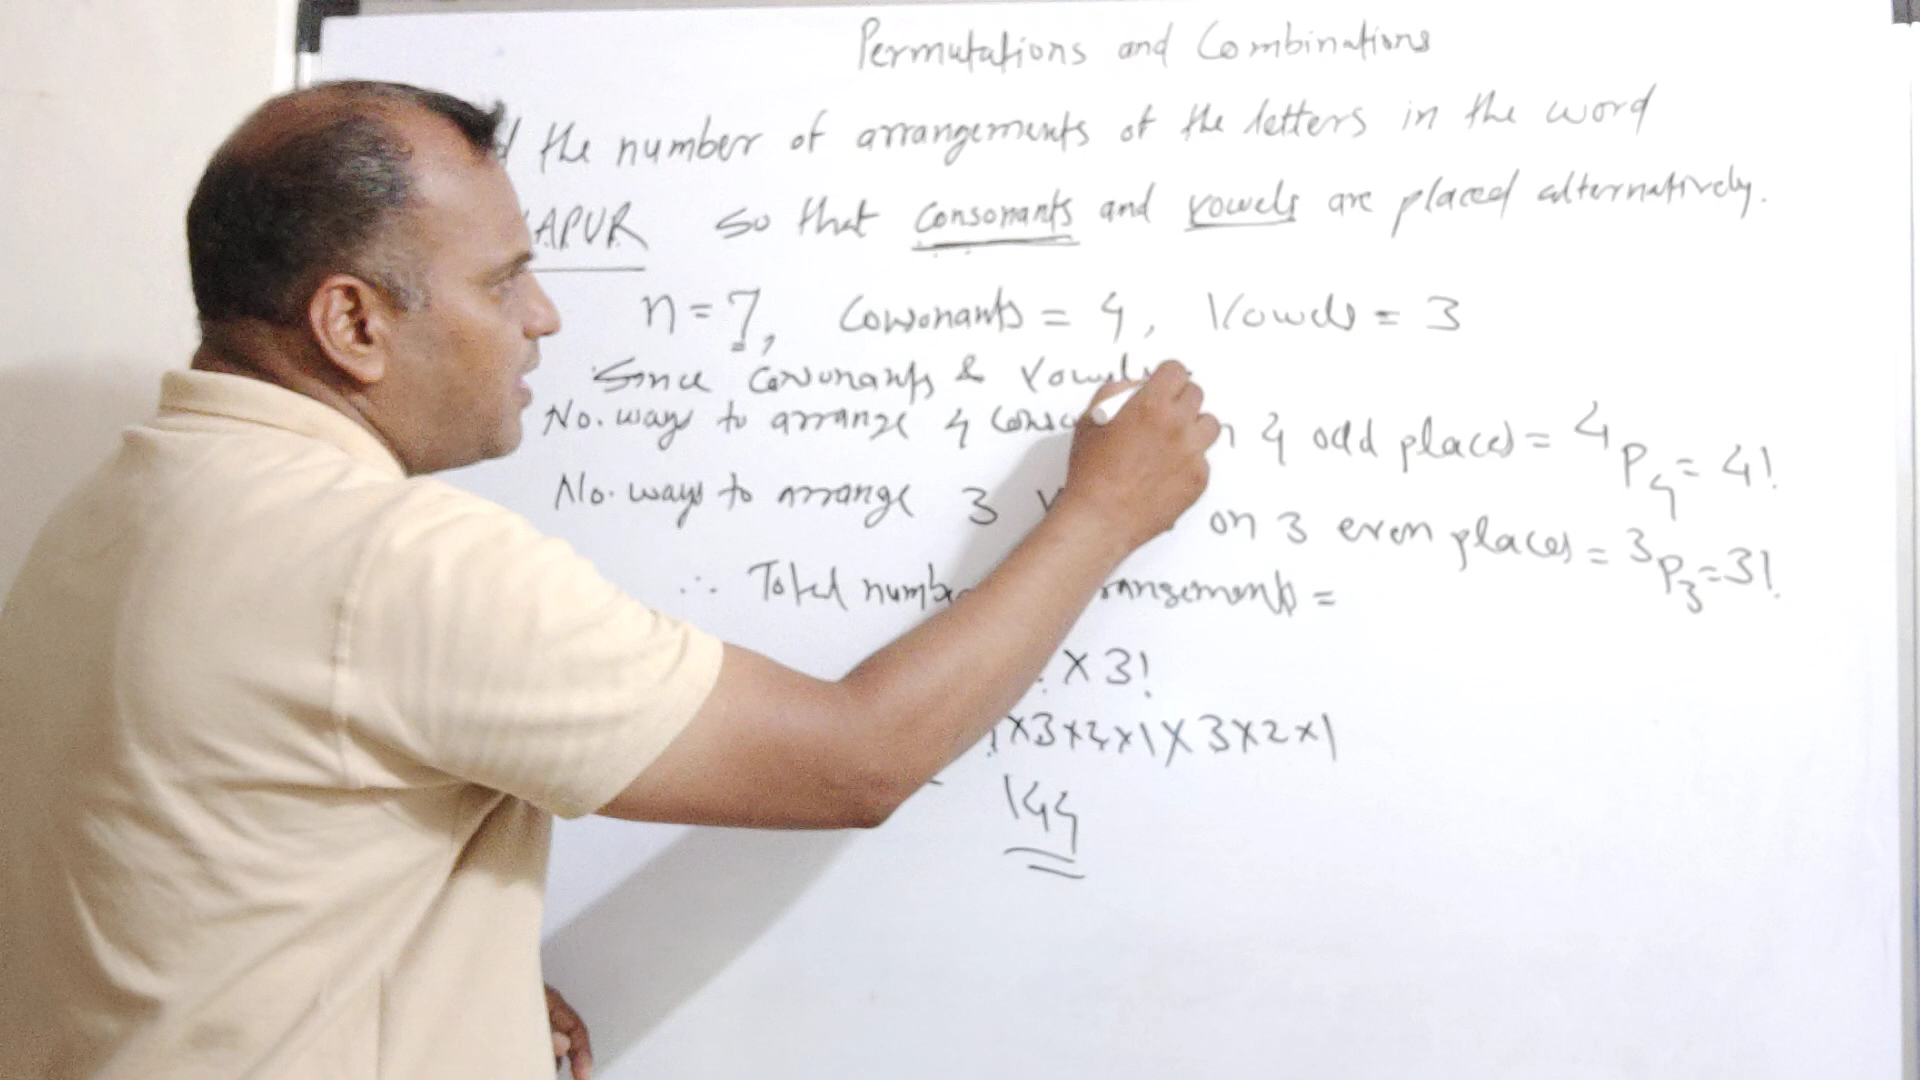 Permutations and Combinations
the number of arrangements of the letters in the word
APUR so that consonants and vowels are placed alternatively.
n = 7, Consonants = 4, Vowels = 3
Since Consonants & Vowels
No. ways to arrange 4 4 odd places = 4P4 = 4!
No. ways to arrange 3 on 3 even places = 3P3 = 3!
∴ Total = 
× 3!
×3×2×1×3×2×1
144